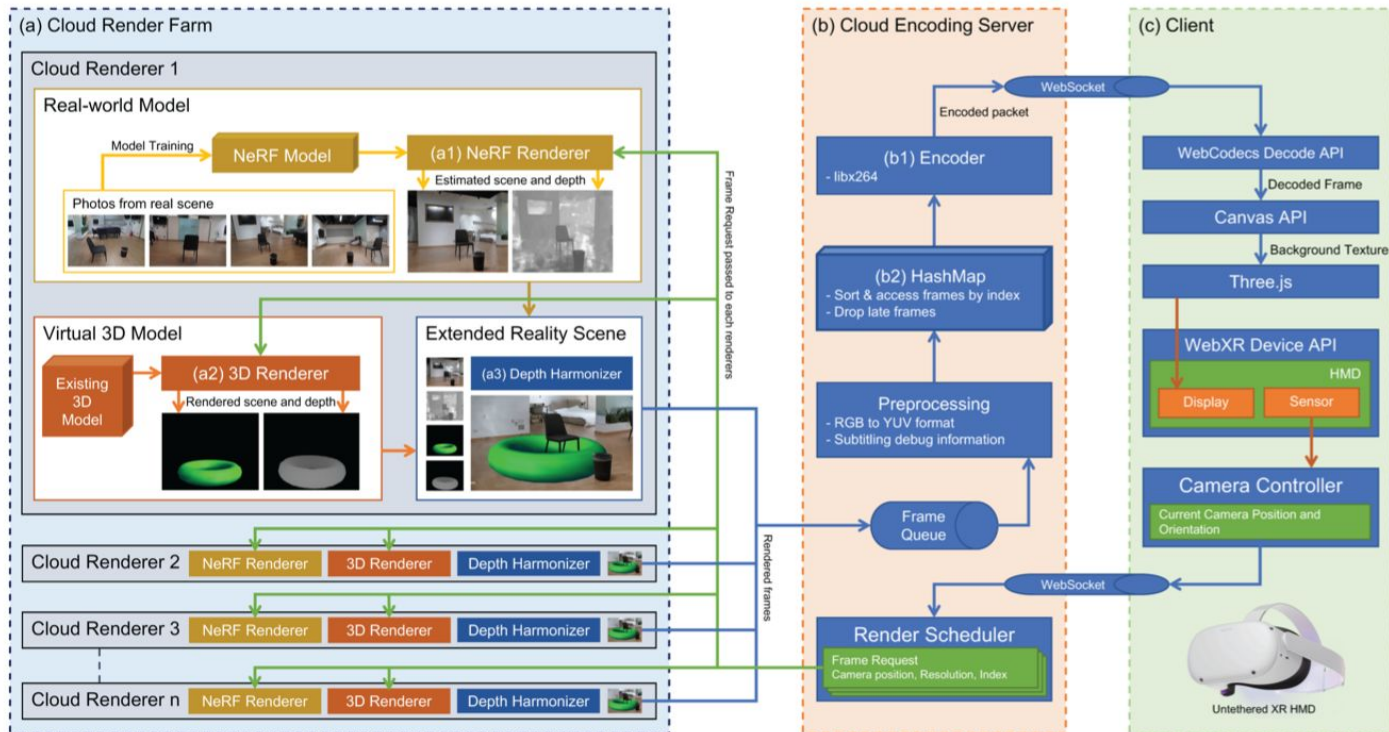 (a) Cloud Render Farm
Cloud Renderer 1
Real-world Model
Model Training
NeRF Model
(a1) NeRF Renderer
Estimated scene and depth
Photos from real scene
Frame Request passed to each renderers
Virtual 3D Model
Existing
3D
Model
(a2) 3D Renderer
Rendered scene and depth
Extended Reality Scene
(a3) Depth Harmonizer
Cloud Renderer 2
NeRF Renderer
3D Renderer
Depth Harmonizer
Cloud Renderer 3
NeRF Renderer
3D Renderer
Depth Harmonizer
Cloud Renderer n
NeRF Renderer
3D Renderer
Depth Harmonizer
Rendered frames
(b) Cloud Encoding Server
WebSocket
Encoded packet
(b1) Encoder
- libx264
(b2) HashMap
- Sort & access frames by index
- Drop late frames
Preprocessing
- RGB to YUV format
- Subtitling debug information
Frame
Queue
WebSocket
Render Scheduler
Frame Request
Camera position, Resolution, Index
(c) Client
WebCodecs Decode API
Decoded Frame
Canvas API
Background Texture
Three.js
WebXR Device API
HMD
Display
Sensor
Camera Controller
Current Camera Position and
Orientation
Untethered XR HMD